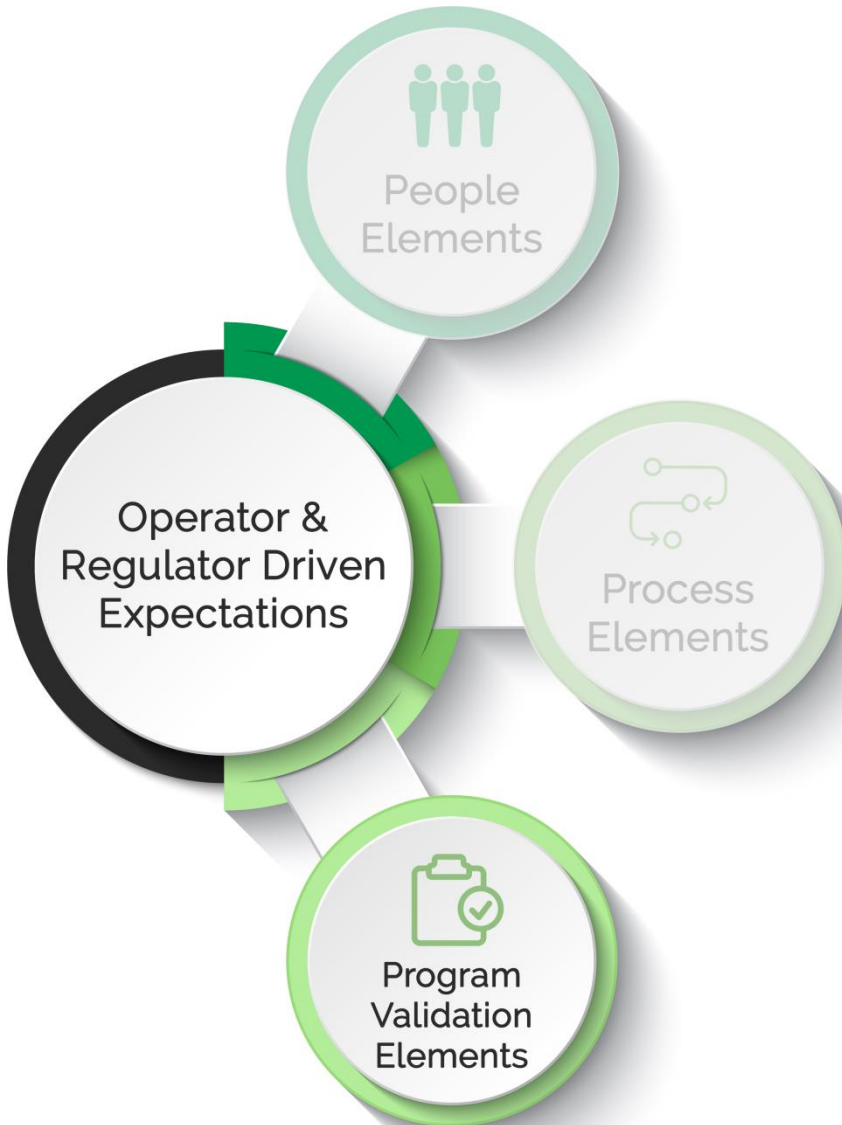 People
Elements
Operator &
Regulator Driven
Expectations
Process
Elements
Program
Validation
Elements